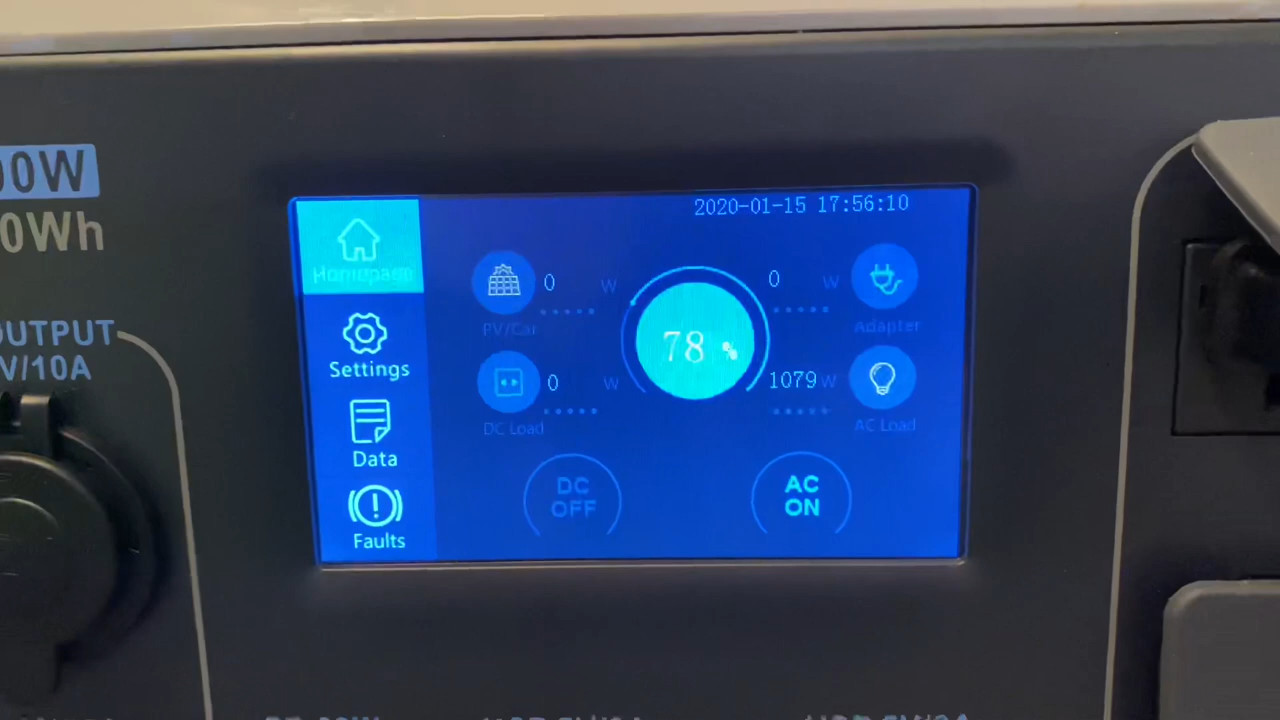 00W
0Wh
OUTPUT
V/10A
2020-01-15 17:56:10
Homepage
Settings
Data
Faults
0 W
PV/Car
0 W
Adapter
78 %
0 W
DC Load
1079 W
AC Load
DC
OFF
AC
ON